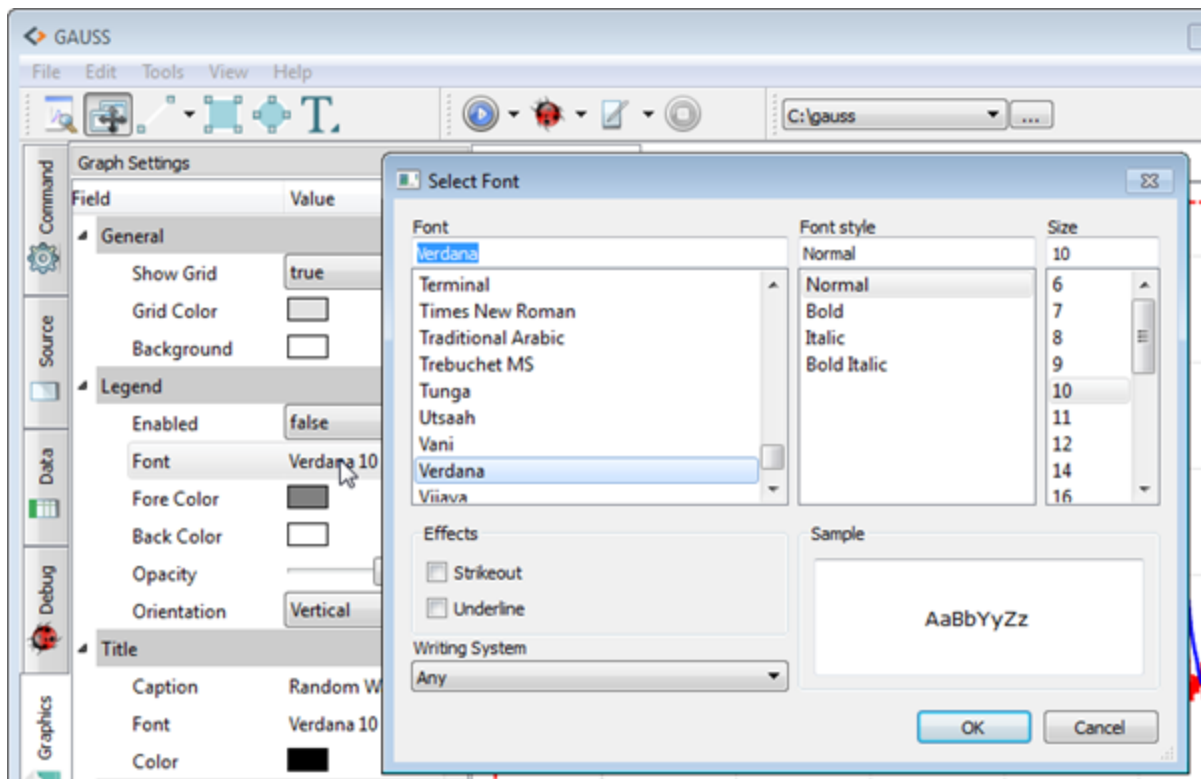 GAUSS
File Edit Tools View Help
C:\gauss ...
Command
Source
Data
Debug
Graphics
Graph Settings
Field Value
General
Show Grid true
Grid Color
Background
Legend
Enabled false
Font Verdana 10
Fore Color
Back Color
Opacity
Orientation Vertical
Title
Caption Random W
Font Verdana 10
Color
Select Font
Font
Verdana
Terminal
Times New Roman
Traditional Arabic
Trebuchet MS
Tunga
Utsaah
Vani
Verdana
Vijaya
Font style
Normal
Normal
Bold
Italic
Bold Italic
Size
10
6
7
8
9
10
11
12
14
16
Effects
Strikeout
Underline
Writing System
Any
Sample
AaBbYyZz
OK Cancel